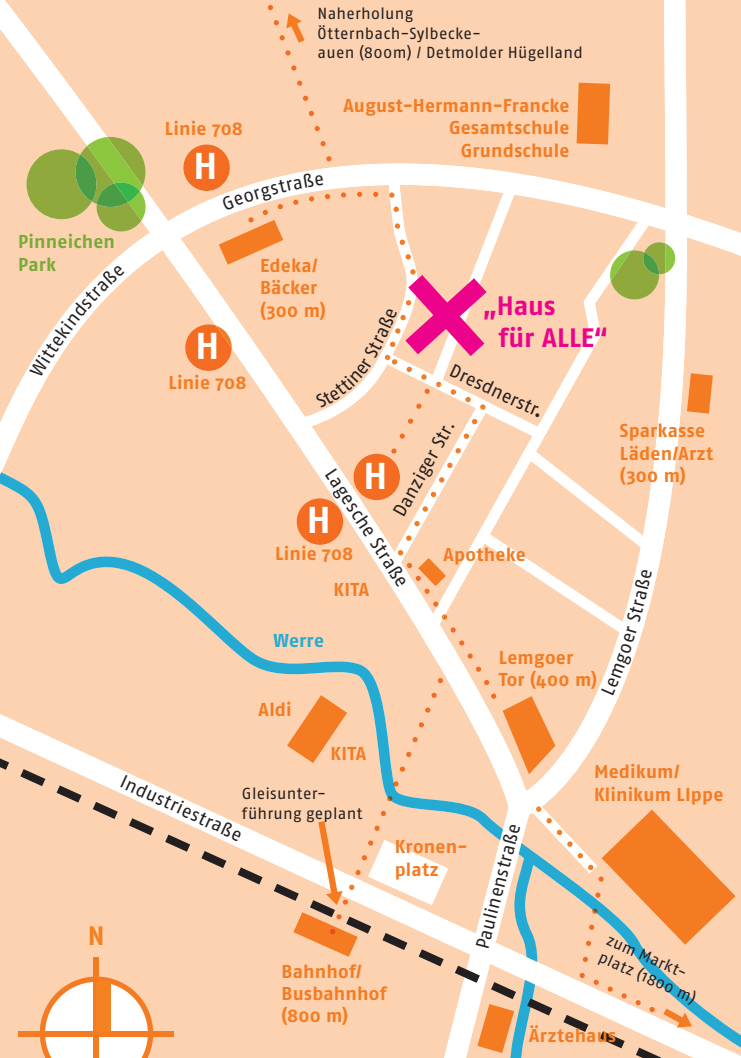 Naherholung
Ötternbach-Sylbecke-
auen (800m) / Detmolder Hügelland
August-Hermann-Francke
Gesamtschule
Grundschule
Linie 708
H
Georgstraße
Pinneichen
Park
Edeka/
Bäcker
(300 m)
Wittekindstraße
„Haus
für ALLE“
H
Linie 708
Stettiner Straße
Dresdnerstr.
Sparkasse
Läden/Arzt
(300 m)
Danziger Str.
H
H
Lagesche Straße
Linie 708
Apotheke
KITA
Werre
Lemgoer
Tor (400 m)
Lemgoer Straße
Aldi
KITA
Medikum/
Klinikum LIppe
Industriestraße
Gleisunter-
führung geplant
Kronen-
platz
Paulinenstraße
zum Markt-
platz (1800 m)
N
Bahnhof/
Busbahnhof
(800 m)
Ärztehaus